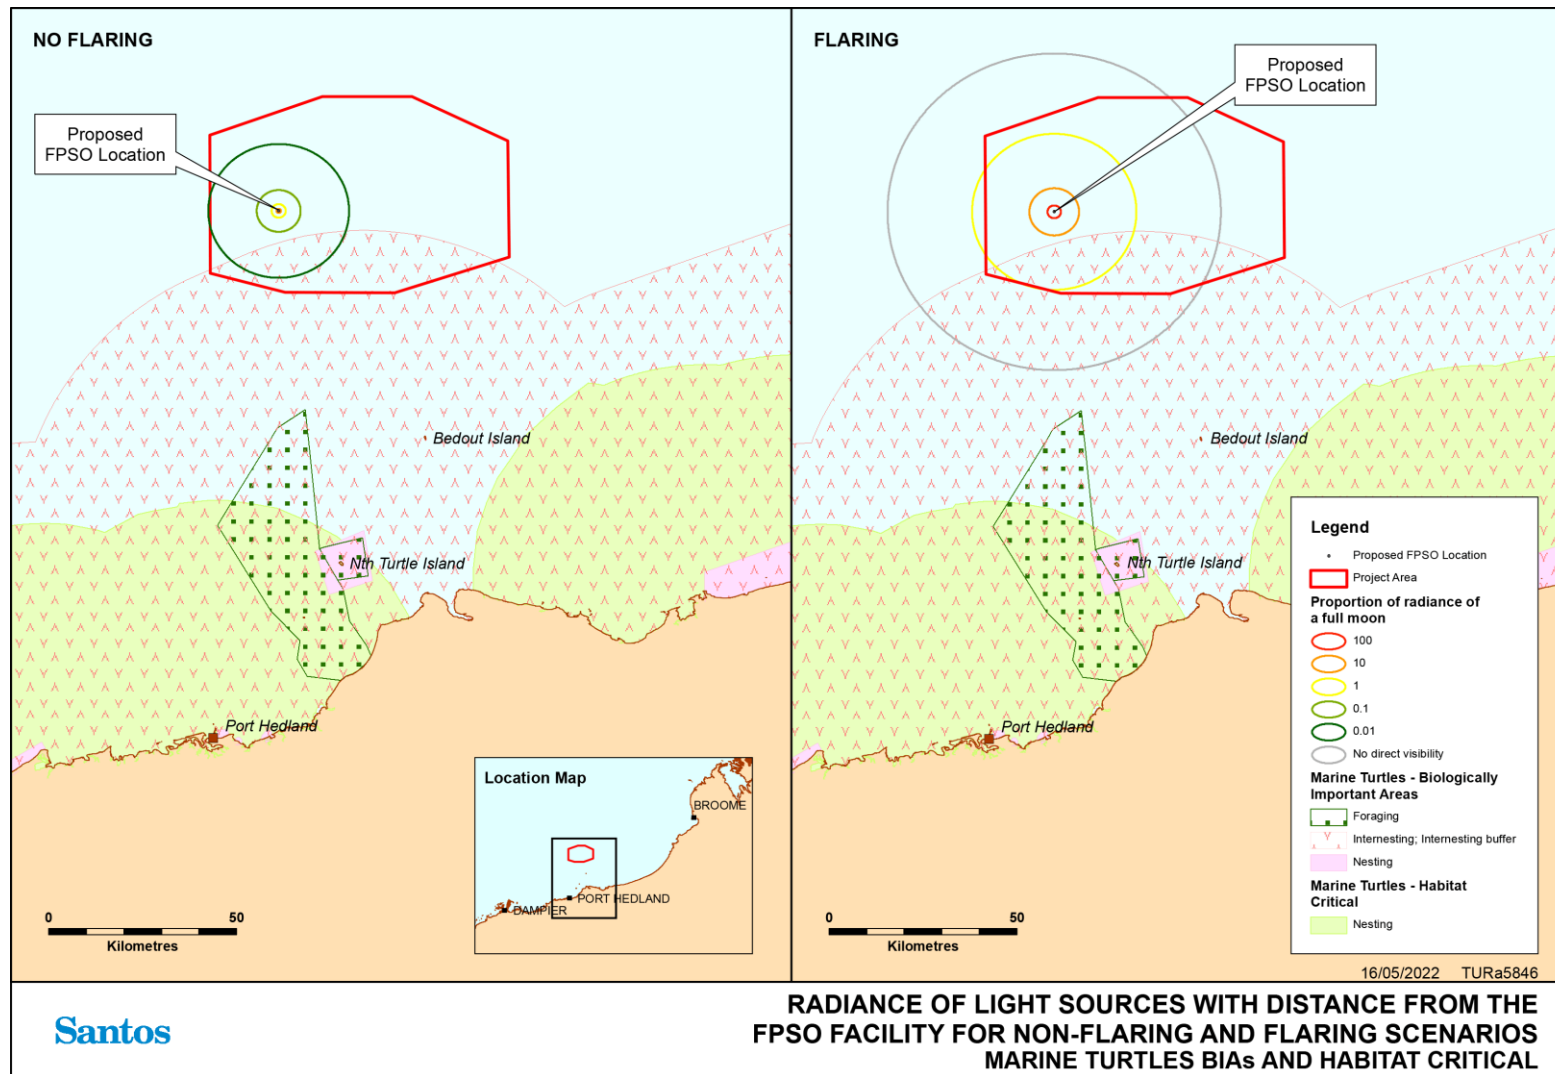 NO FLARING
Proposed
FPSO Location
Bedout Island
Nth Turtle Island
Port Hedland
0 50
Kilometres
Location Map
BROOME
PORT HEDLAND
DAMPIER
FLARING
Proposed
FPSO Location
Bedout Island
Nth Turtle Island
Port Hedland
0 50
Kilometres
Legend
Proposed FPSO Location
Project Area
Proportion of radiance of
a full moon
100
10
1
0.1
0.01
No direct visibility
Marine Turtles - Biologically
Important Areas
Foraging
Internesting; Internesting buffer
Nesting
Marine Turtles - Habitat
Critical
Nesting
16/05/2022 TURa5846
Santos
RADIANCE OF LIGHT SOURCES WITH DISTANCE FROM THE
FPSO FACILITY FOR NON-FLARING AND FLARING SCENARIOS
MARINE TURTLES BIAs AND HABITAT CRITICAL